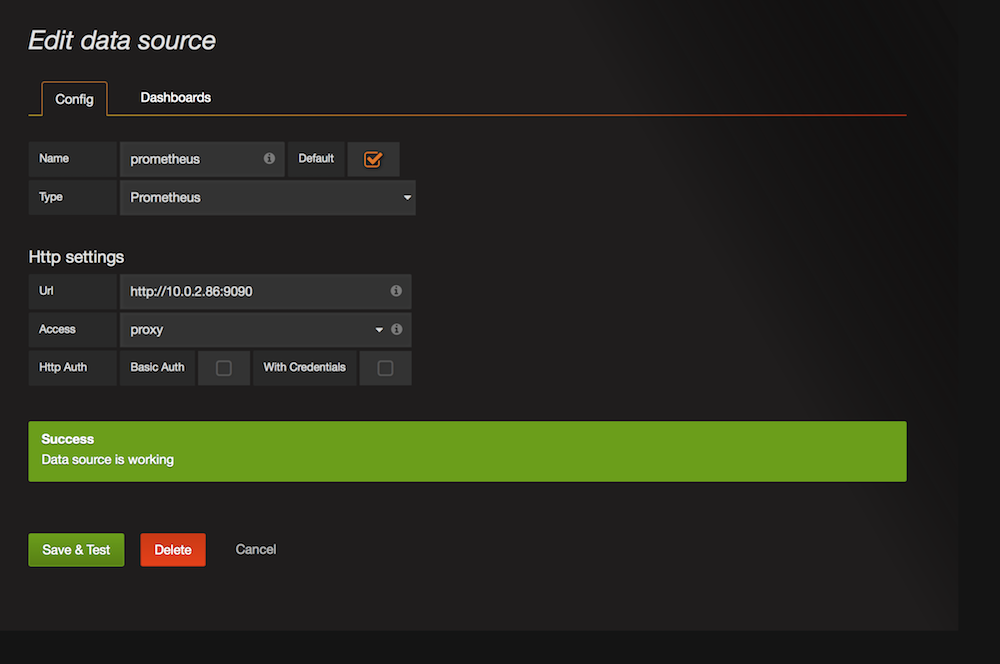 Edit data source
Config Dashboards
Name prometheus Default
Type Prometheus
Http settings
Url http://10.0.2.86:9090
Access proxy
Http Auth Basic Auth With Credentials
Success
Data source is working
Save & Test Delete Cancel